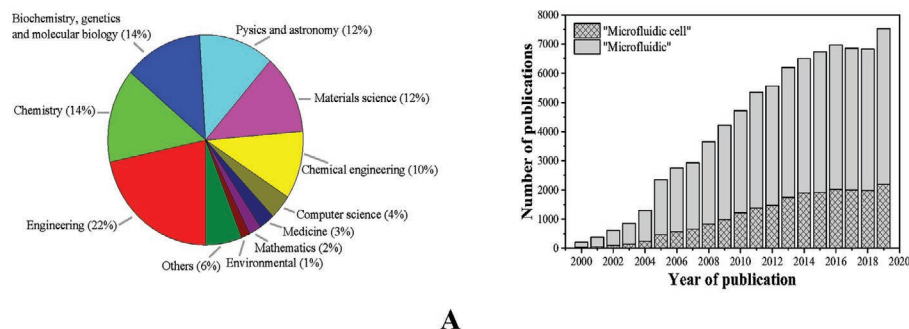 Biochemistry, genetics
and molecular biology (14%)
Pysics and astronomy (12%)
Chemistry (14%)
Materials science (12%)
Chemical engineering (10%)
Engineering (22%)
Computer science (4%)
Medicine (3%)
Mathematics (2%)
Others (6%)
Environmental (1%)
"Microfluidic cell"
"Microfluidic"
Number of publications
8000
7000
6000
5000
4000
3000
2000
1000
0
2000 2002 2004 2006 2008 2010 2012 2014 2016 2018 2020
Year of publication
A